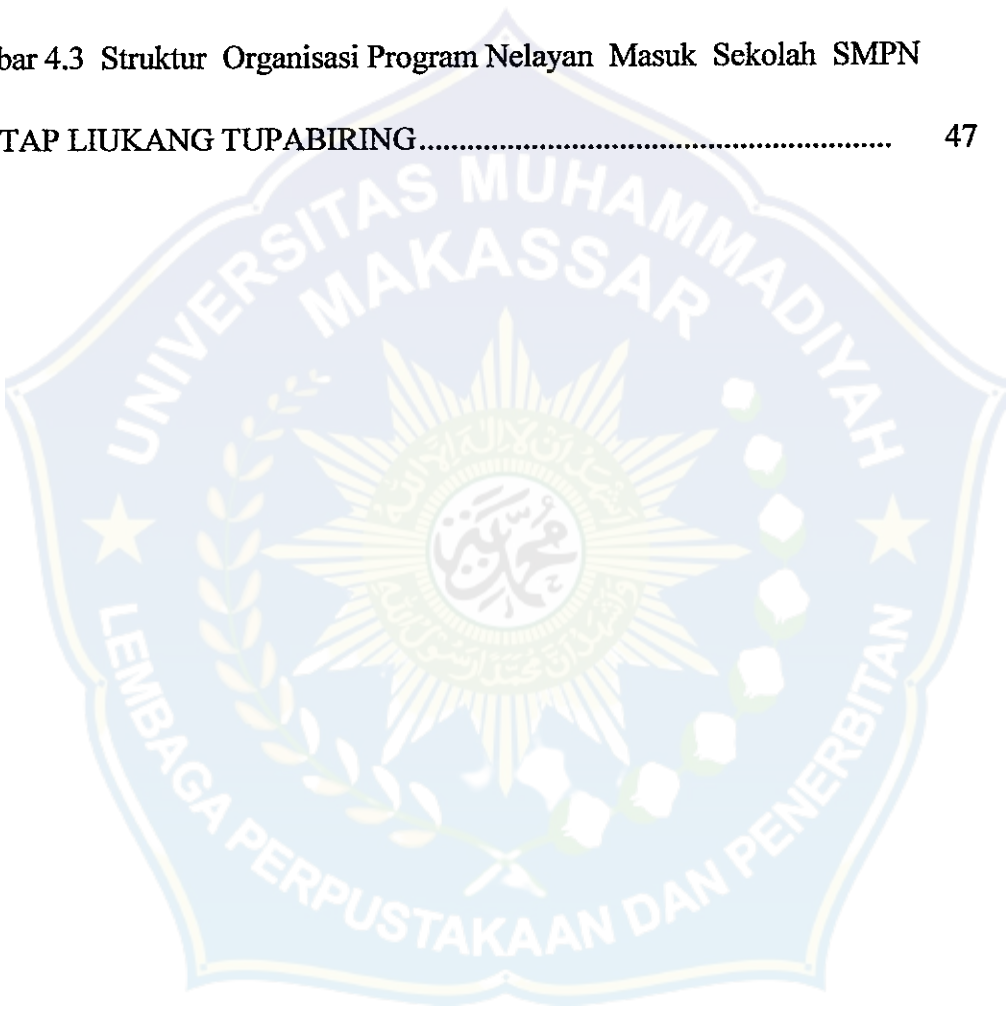 bar 4.3 Struktur Organisasi Program Nelayan Masuk Sekolah SMPN
TAP LIUKANG TUPABIRING.................................................................. 47
UNIVERSITAS MUHAMMADIYAH
MAKASSAR
محمدية
LEMBAGA PERPUSTAKAAN DAN PENERBITAN